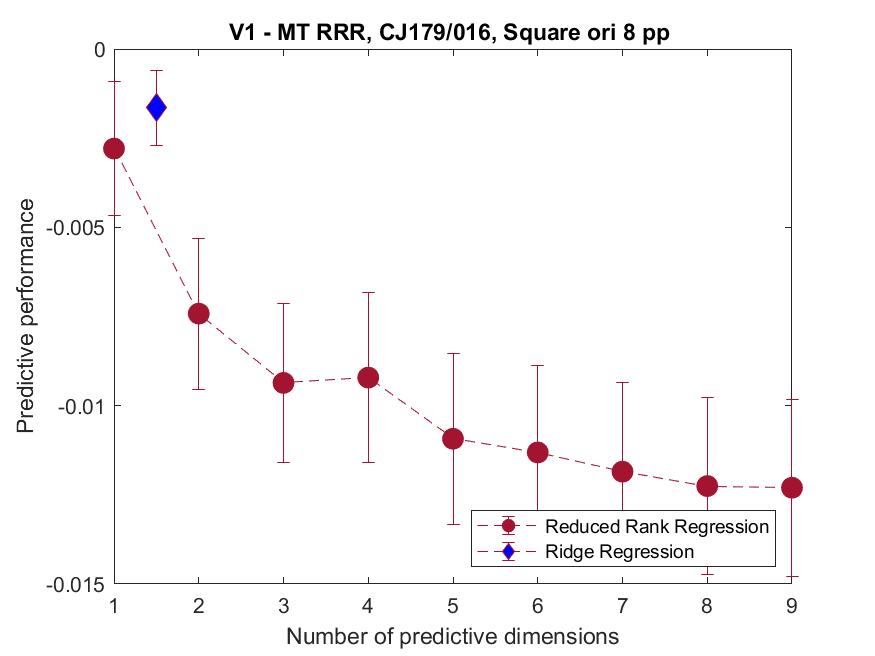 V1 - MT RRR, CJ179/016, Square ori 8 pp
0
-0.005
-0.01
-0.015
Predictive performance
Reduced Rank Regression
Ridge Regression
1 2 3 4 5 6 7 8 9
Number of predictive dimensions